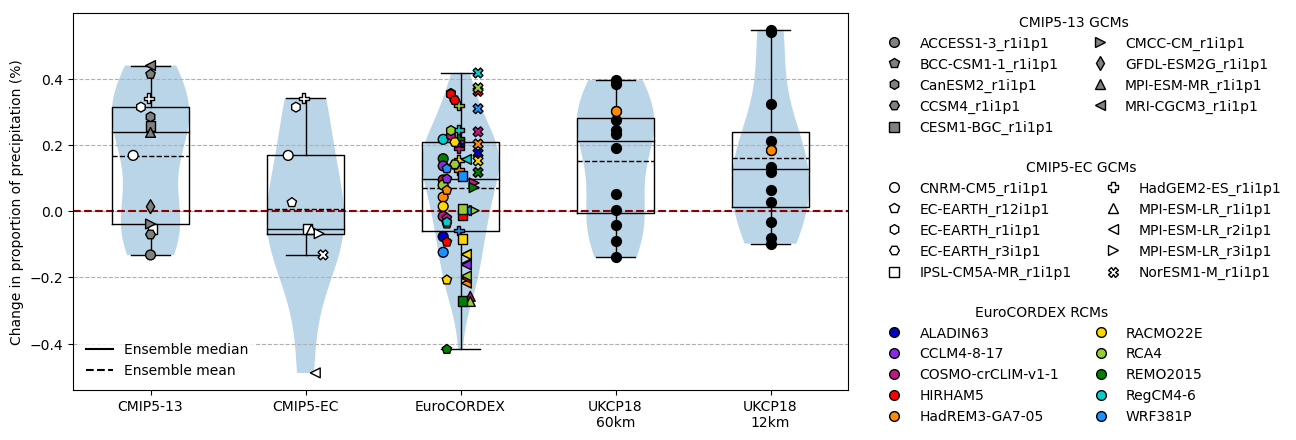 Change in proportion of precipitation (%)
0.4
0.2
0.0
−0.2
−0.4
Ensemble median
Ensemble mean
CMIP5-13
CMIP5-EC
EuroCORDEX
UKCP18
60km
UKCP18
12km
CMIP5-13 GCMs
ACCESS1-3_r1i1p1
BCC-CSM1-1_r1i1p1
CanESM2_r1i1p1
CCSM4_r1i1p1
CESM1-BGC_r1i1p1
CMCC-CM_r1i1p1
GFDL-ESM2G_r1i1p1
MPI-ESM-MR_r1i1p1
MRI-CGCM3_r1i1p1
CMIP5-EC GCMs
CNRM-CM5_r1i1p1
EC-EARTH_r12i1p1
EC-EARTH_r1i1p1
EC-EARTH_r3i1p1
IPSL-CM5A-MR_r1i1p1
HadGEM2-ES_r1i1p1
MPI-ESM-LR_r1i1p1
MPI-ESM-LR_r2i1p1
MPI-ESM-LR_r3i1p1
NorESM1-M_r1i1p1
EuroCORDEX RCMs
ALADIN63
CCLM4-8-17
COSMO-crCLIM-v1-1
HIRHAM5
HadREM3-GA7-05
RACMO22E
RCA4
REMO2015
RegCM4-6
WRF381P